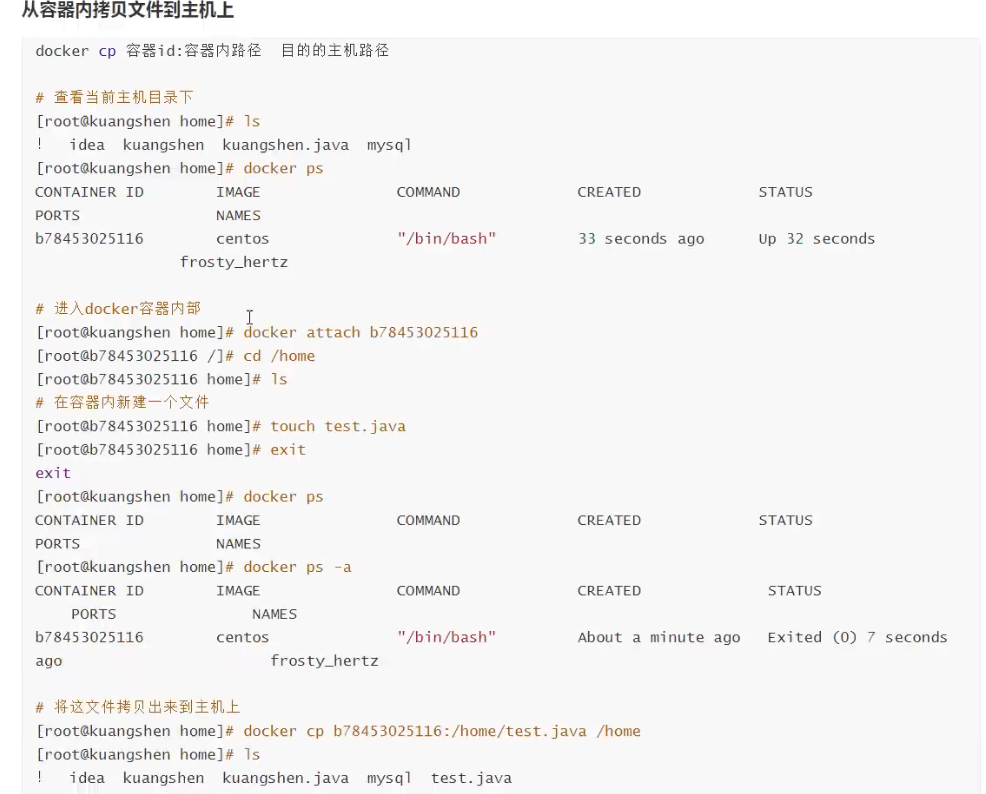 从容器内拷贝文件到主机上
docker cp 容器id:容器内路径  目的的主机路径
# 查看当前主机目录下
[root@kuangshen home]# ls
!   idea  kuangshen  kuangshen.java  mysql
[root@kuangshen home]# docker ps
CONTAINER ID        IMAGE               COMMAND             CREATED             STATUS
PORTS               NAMES
b78453025116        centos              "/bin/bash"         33 seconds ago      Up 32 seconds
                frosty_hertz
# 进入docker容器内部
[root@kuangshen home]# docker attach b78453025116
[root@b78453025116 /]# cd /home
[root@b78453025116 home]# ls
# 在容器内新建一个文件
[root@b78453025116 home]# touch test.java
[root@b78453025116 home]# exit
exit
[root@kuangshen home]# docker ps
CONTAINER ID        IMAGE               COMMAND             CREATED             STATUS
PORTS               NAMES
[root@kuangshen home]# docker ps -a
CONTAINER ID        IMAGE               COMMAND             CREATED              STATUS
    PORTS               NAMES
b78453025116        centos              "/bin/bash"         About a minute ago   Exited (0) 7 seconds
ago                       frosty_hertz
# 将这文件拷贝出来到主机上
[root@kuangshen home]# docker cp b78453025116:/home/test.java /home
[root@kuangshen home]# ls
!   idea  kuangshen  kuangshen.java  mysql  test.java